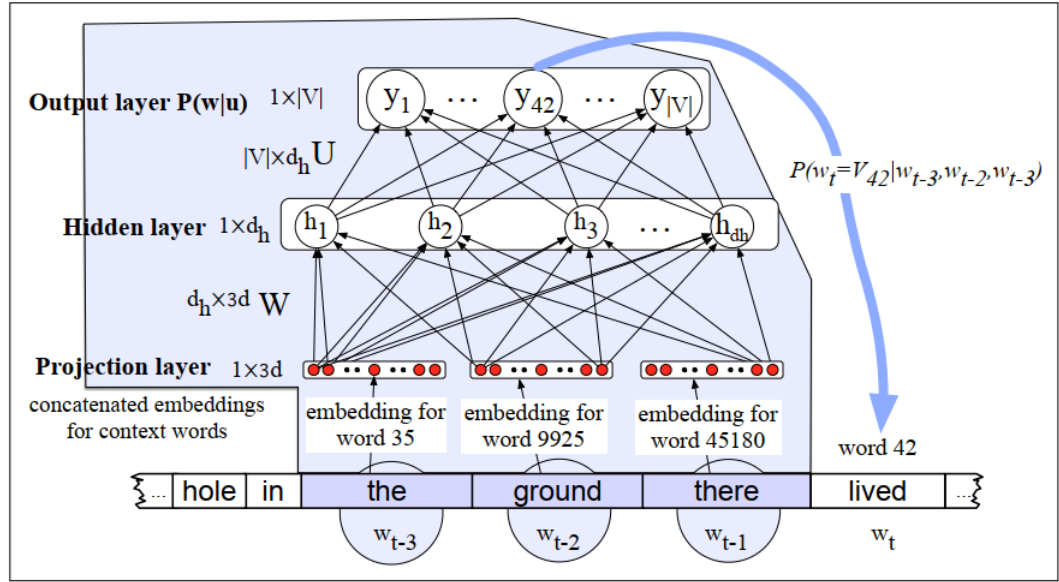 Output layer P(w|u) 1×|V| y1 ··· y42 ··· y|V|
|V|×dh U
P(wt=V42|wt-3,wt-2,wt-3)
Hidden layer 1×dh h1 h2 h3 ··· hdh
dh×3d W
Projection layer 1×3d
concatenated embeddings
for context words
embedding for
word 35
embedding for
word 9925
embedding for
word 45180
word 42
... hole in the ground there lived ...
wt-3 wt-2 wt-1 wt